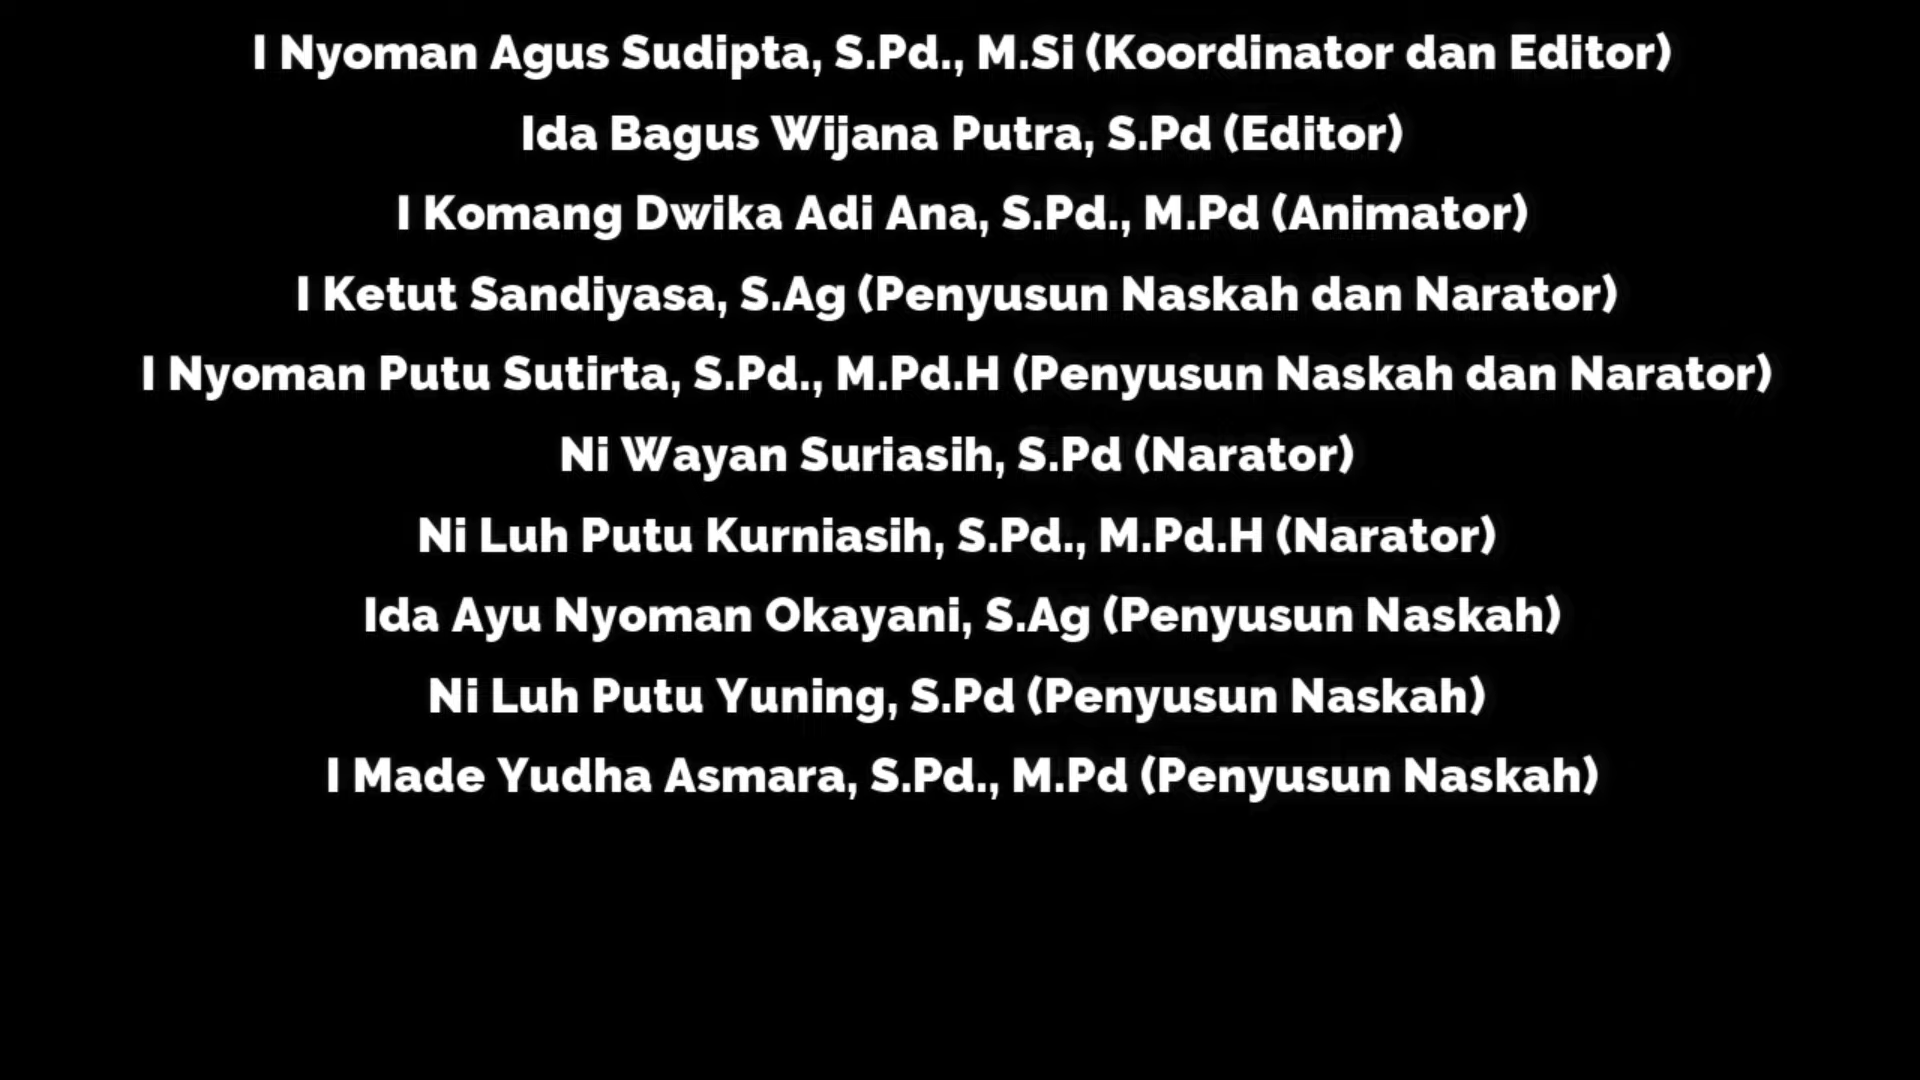 I Nyoman Agus Sudipta, S.Pd., M.Si (Koordinator dan Editor)
Ida Bagus Wijana Putra, S.Pd (Editor)
I Komang Dwika Adi Ana, S.Pd., M.Pd (Animator)
I Ketut Sandiyasa, S.Ag (Penyusun Naskah dan Narator)
I Nyoman Putu Sutirta, S.Pd., M.Pd.H (Penyusun Naskah dan Narator)
Ni Wayan Suriasih, S.Pd (Narator)
Ni Luh Putu Kurniasih, S.Pd., M.Pd.H (Narator)
Ida Ayu Nyoman Okayani, S.Ag (Penyusun Naskah)
Ni Luh Putu Yuning, S.Pd (Penyusun Naskah)
I Made Yudha Asmara, S.Pd., M.Pd (Penyusun Naskah)